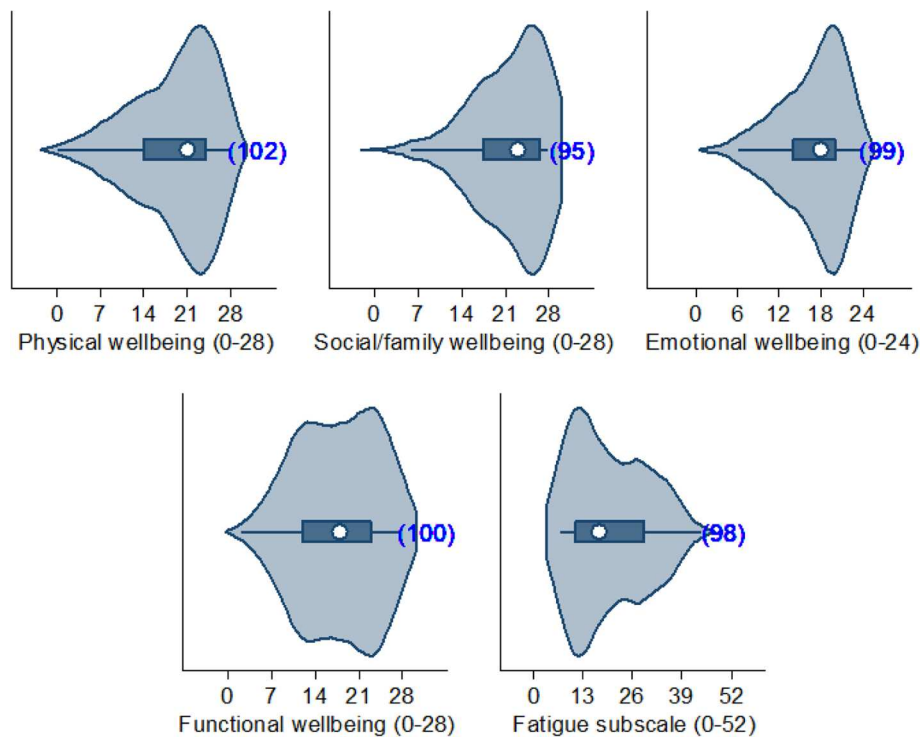 (102)
0 7 14 21 28
Physical wellbeing (0-28)
(95)
0 7 14 21 28
Social/family wellbeing (0-28)
(99)
0 6 12 18 24
Emotional wellbeing (0-24)
(100)
0 7 14 21 28
Functional wellbeing (0-28)
(98)
0 13 26 39 52
Fatigue subscale (0-52)